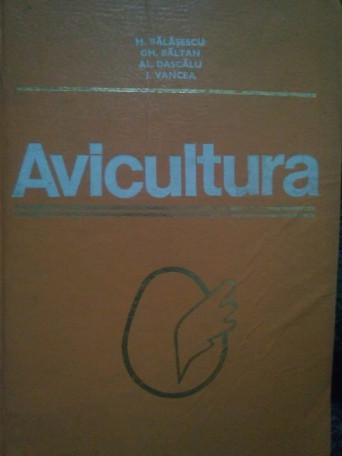 M. BĂLĂȘESCU
GH. BĂLTAN
AL. DASCĂLU
I. VANCEA
Avicultura